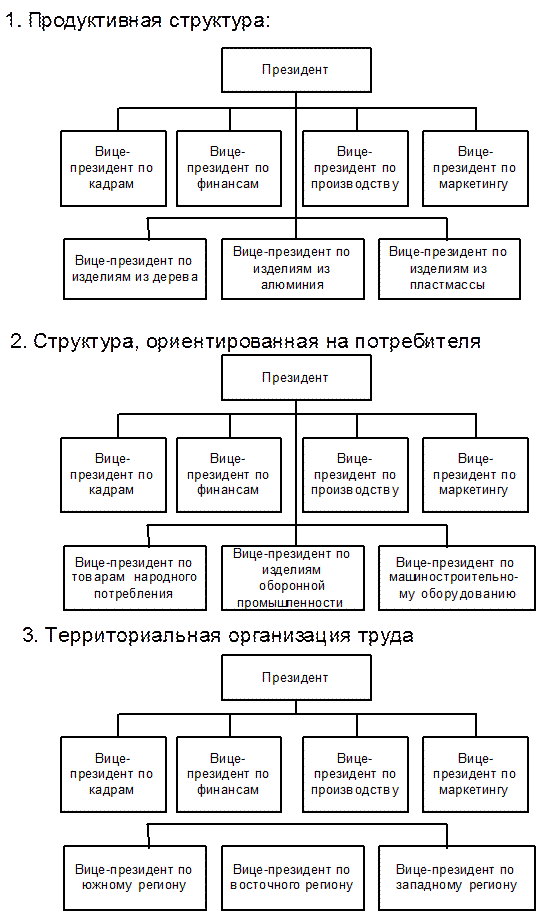 1. Продуктивная структура:
Президент
Вице-
президент по
кадрам
Вице-
президент по
финансам
Вице-
президент по
производству
Вице-
президент по
маркетингу
Вице-президент по
изделиям из дерева
Вице-президент по
изделиям из
алюминия
Вице-президент по
изделиям из
пластмассы
2. Структура, ориентированная на потребителя
Президент
Вице-
президент по
кадрам
Вице-
президент по
финансам
Вице-
президент по
производству
Вице-
президент по
маркетингу
Вице-президент по
товарам народного
потребления
Вице-президент по
изделиям
оборонной
промышленности
Вице-президент по
машиностроительно-
му оборудованию
3. Территориальная организация труда
Президент
Вице-
президент по
кадрам
Вице-
президент по
финансам
Вице-
президент по
производству
Вице-
президент по
маркетингу
Вице-президент по
южному региону
Вице-президент по
восточного региону
Вице-президент по
западному региону